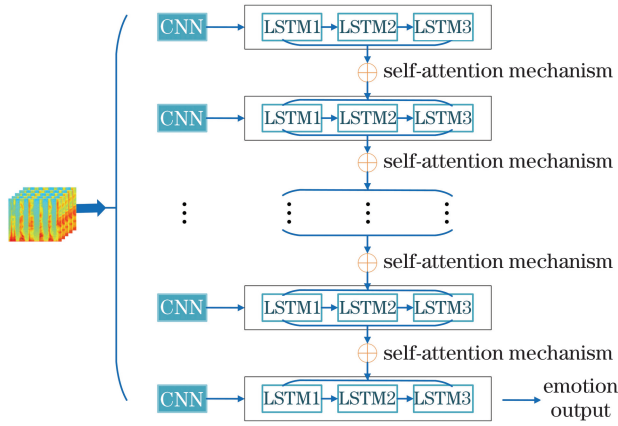 CNN LSTM1 LSTM2 LSTM3
self-attention mechanism
CNN LSTM1 LSTM2 LSTM3
self-attention mechanism
self-attention mechanism
CNN LSTM1 LSTM2 LSTM3
self-attention mechanism
CNN LSTM1 LSTM2 LSTM3
emotion
output